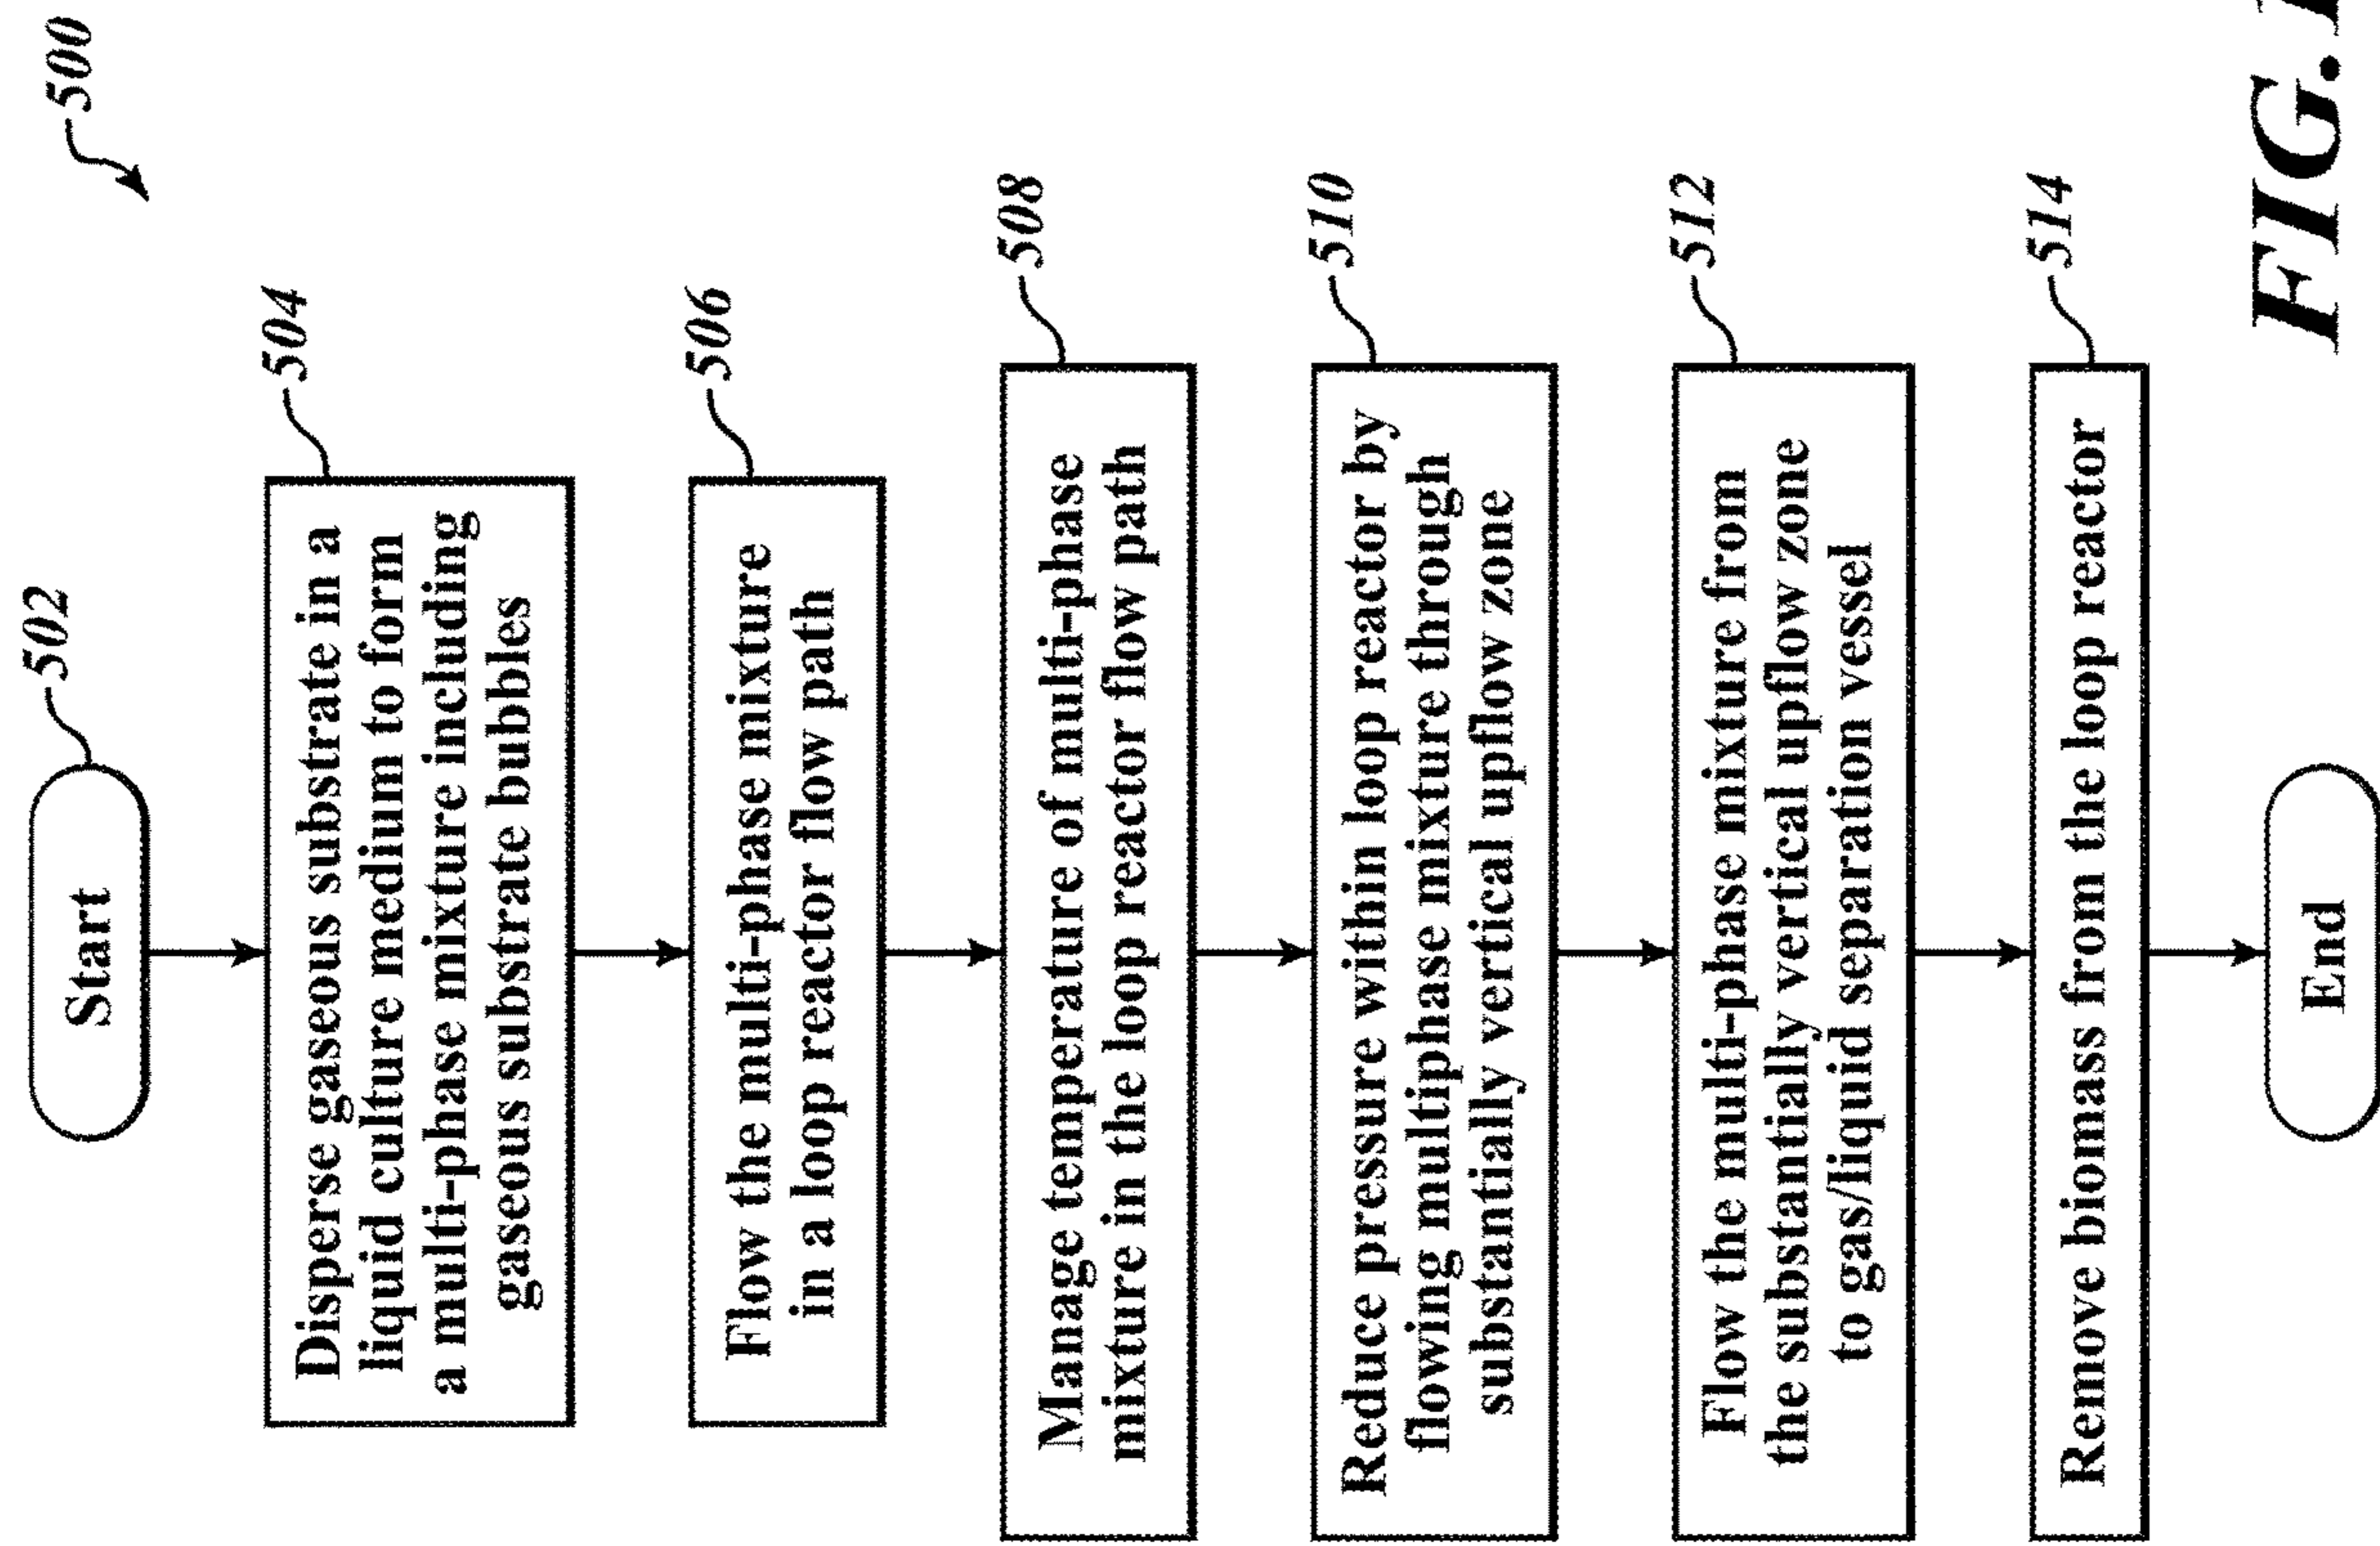 500
502
Start
504
Disperse gaseous substrate in a
liquid culture medium to form
a multi-phase mixture including
gaseous substrate bubbles
506
Flow the multi-phase mixture
in a loop reactor flow path
508
Manage temperature of multi-phase
mixture in the loop reactor flow path
510
Reduce pressure within loop reactor by
flowing multiphase mixture through
substantially vertical upflow zone
512
Flow the multi-phase mixture from
the substantially vertical upflow zone
to gas/liquid separation vessel
514
Remove biomass from the loop reactor
End
FIG.